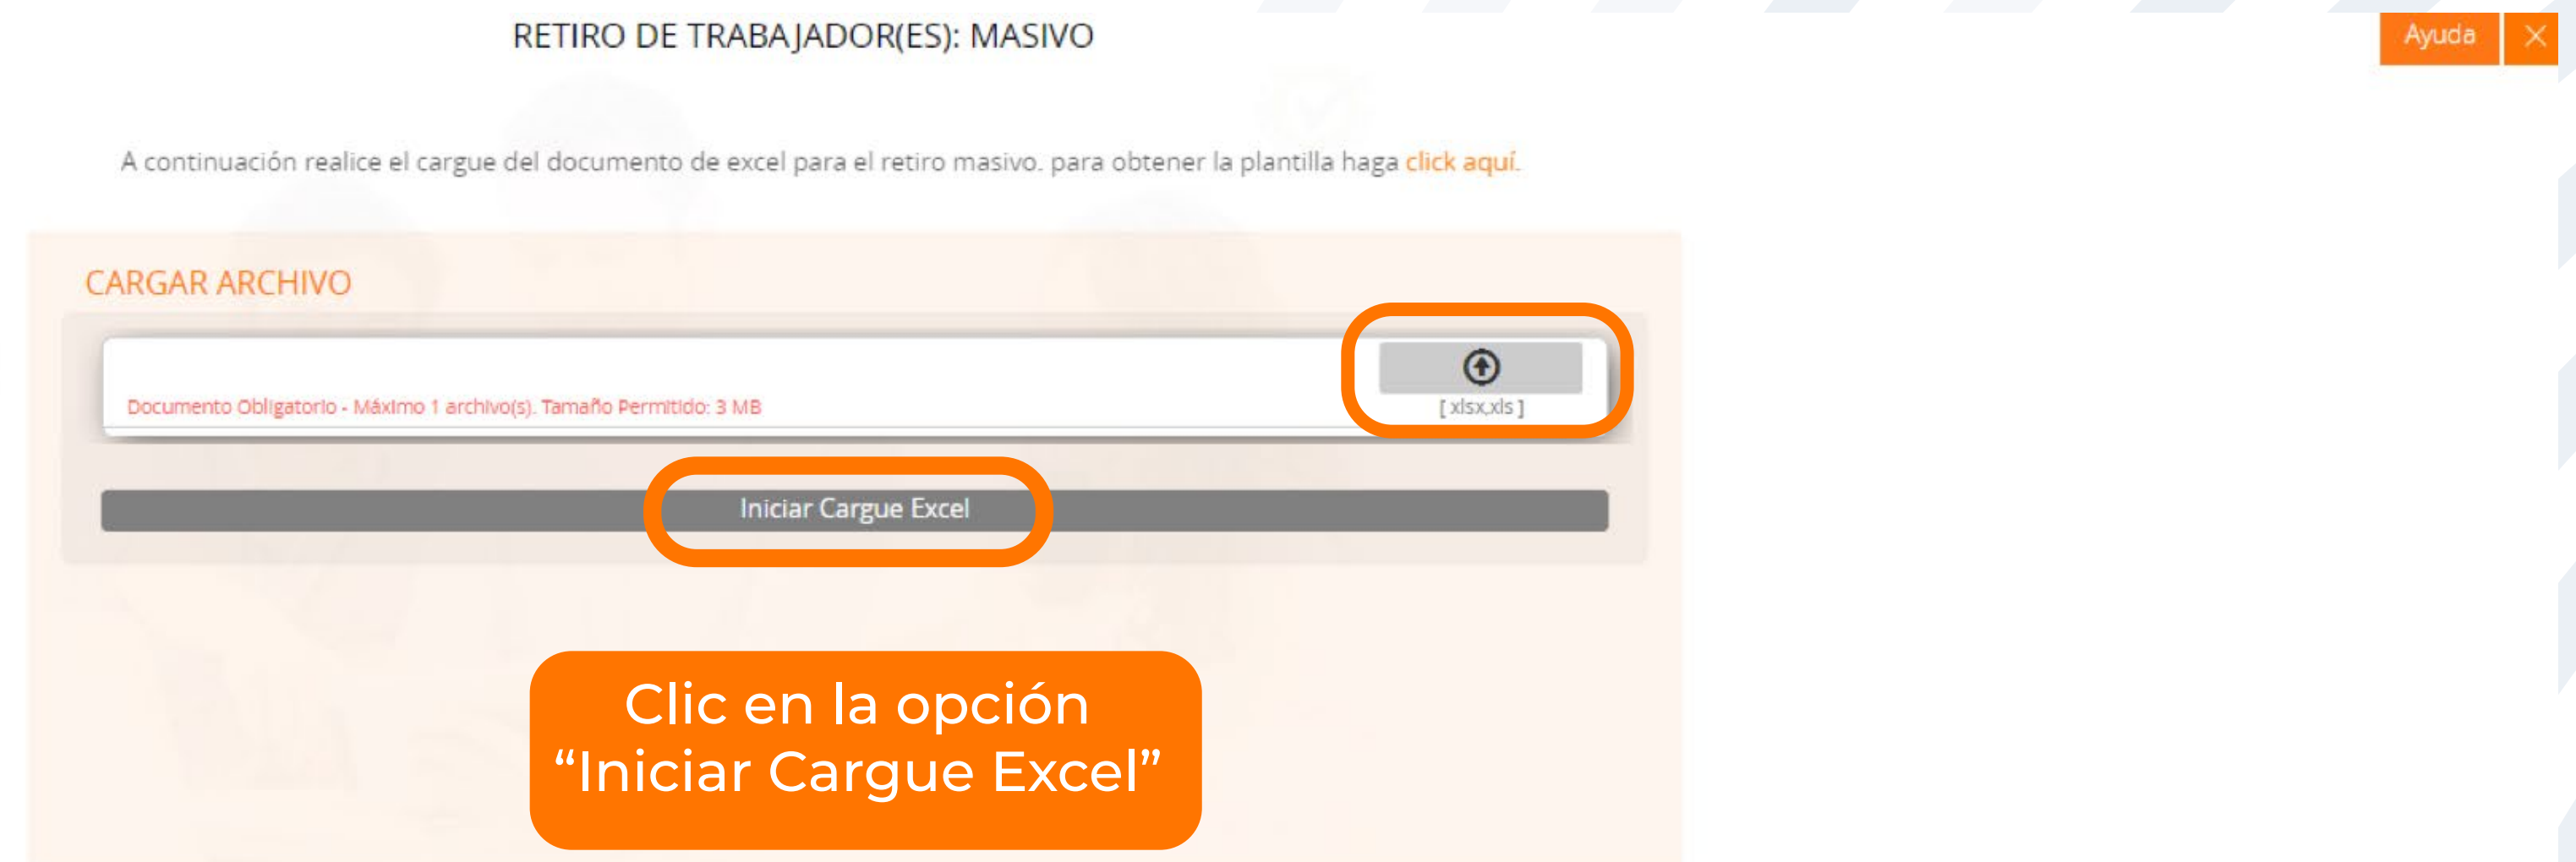 RETIRO DE TRABAJADOR(ES): MASIVO
Ayuda
A continuación realice el cargue del documento de excel para el retiro masivo. para obtener la plantilla haga click aquí.
CARGAR ARCHIVO
Documento Obligatorio - Máximo 1 archivo(s). Tamaño Permitido: 3 MB
[ xlsx,xls ]
Iniciar Cargue Excel
Clic en la opción
“Iniciar Cargue Excel”